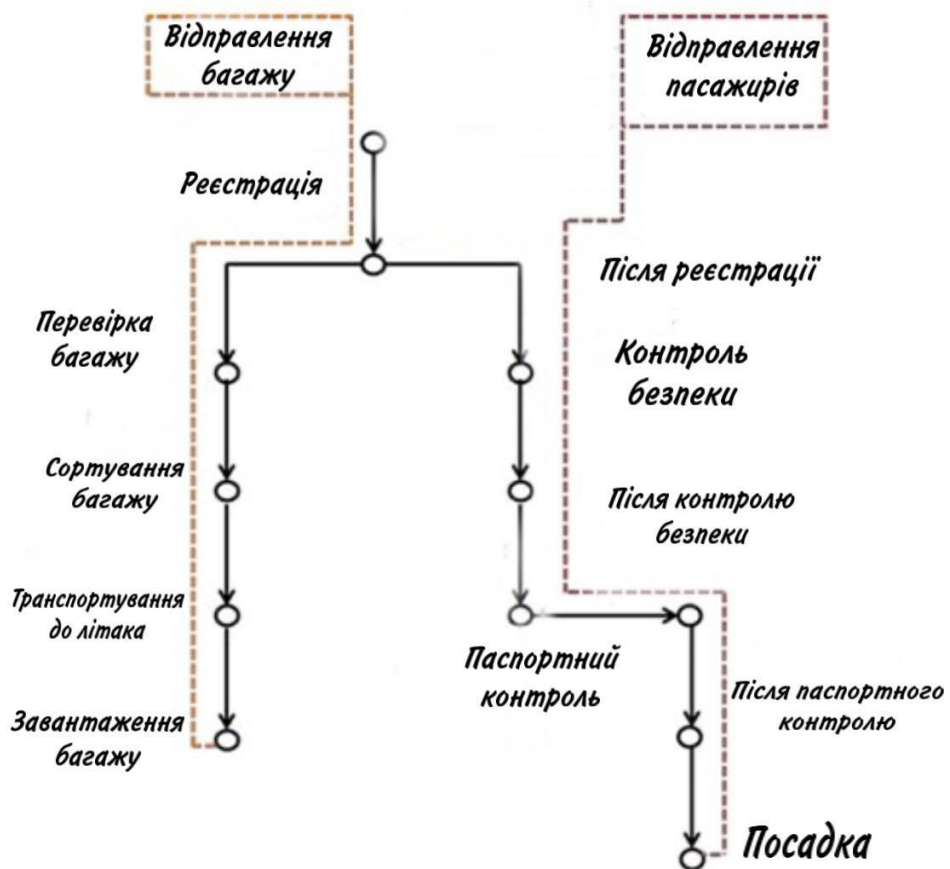 Відправлення
багажу
Відправлення
пасажирів
Реєстрація
Після реєстрації
Перевірка
багажу
Контроль
безпеки
Сортування
багажу
Після контролю
безпеки
Транспортування
до літака
Паспортний
контроль
Після паспортного
контролю
Завантаження
багажу
Посадка